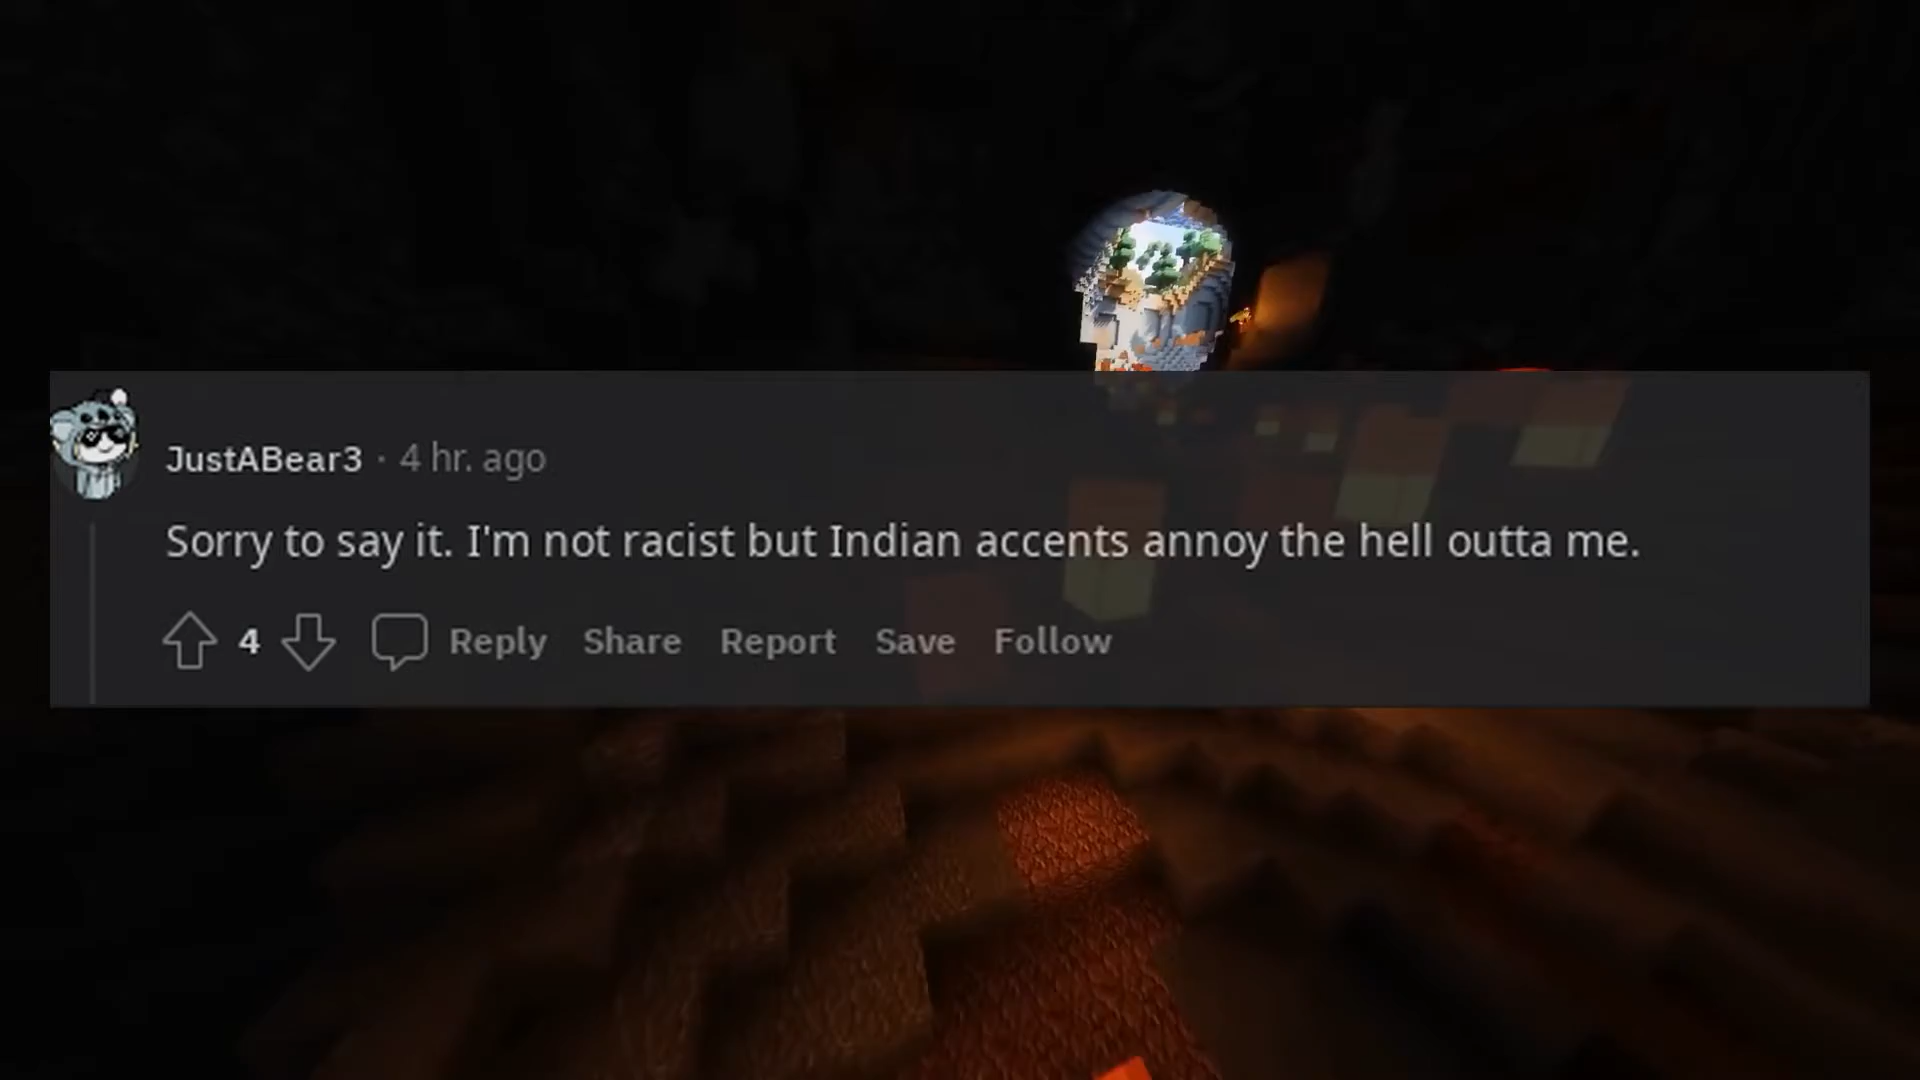 JustABear3 · 4 hr. ago
Sorry to say it. I'm not racist but Indian accents annoy the hell outta me.
4 Reply Share Report Save Follow